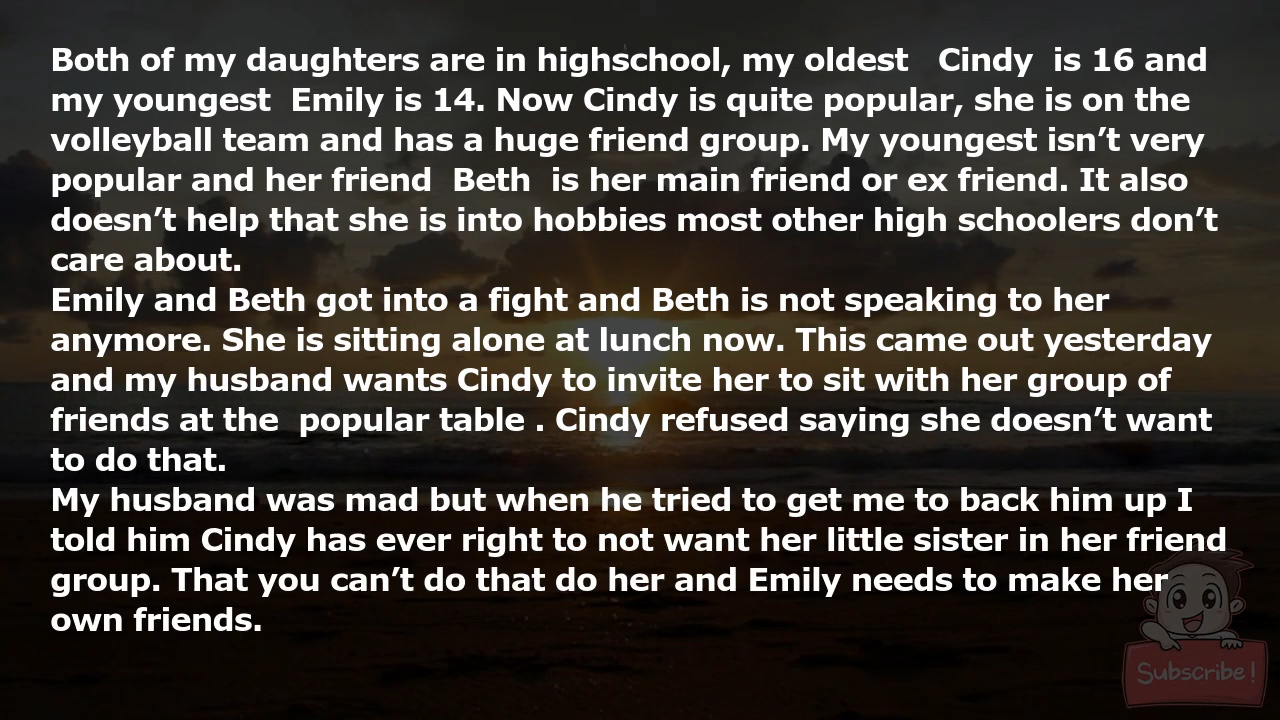 Both of my daughters are in highschool, my oldest   Cindy  is 16 and
my youngest  Emily is 14. Now Cindy is quite popular, she is on the
volleyball team and has a huge friend group. My youngest isn’t very
popular and her friend  Beth  is her main friend or ex friend. It also
doesn’t help that she is into hobbies most other high schoolers don’t
care about.
Emily and Beth got into a fight and Beth is not speaking to her
anymore. She is sitting alone at lunch now. This came out yesterday
and my husband wants Cindy to invite her to sit with her group of
friends at the  popular table . Cindy refused saying she doesn’t want
to do that.
My husband was mad but when he tried to get me to back him up I
told him Cindy has ever right to not want her little sister in her friend
group. That you can’t do that do her and Emily needs to make her
own friends.
Subscribe!